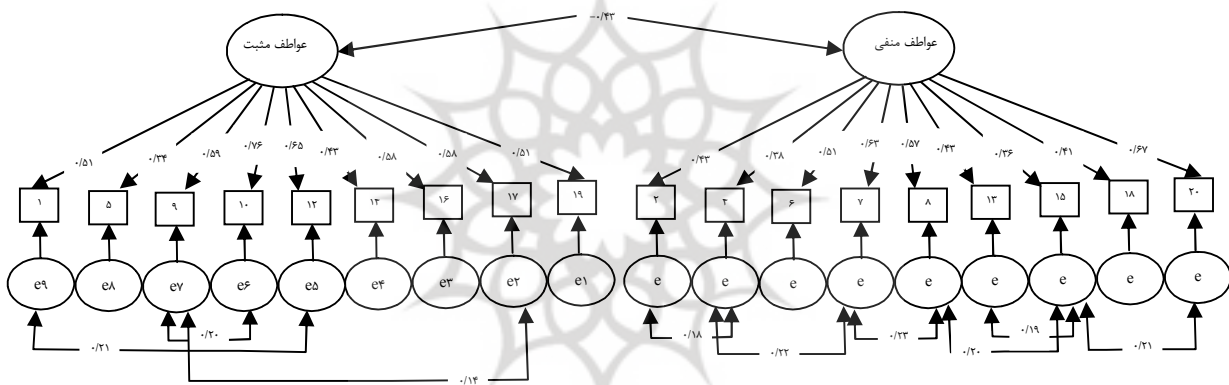 -۰/۴۳
عواطف مثبت
عواطف منفی
۰/۵۱
۰/۳۴
۰/۵۹
۰/۷۶
۰/۶۵
۰/۴۳
۰/۵۸
۰/۵۸
۰/۵۱
۰/۴۳
۰/۳۸
۰/۵۱
۰/۶۳
۰/۵۷
۰/۴۳
۰/۳۶
۰/۴۱
۰/۶۷
۱
۵
۹
۱۰
۱۲
۱۶
۱۷
۱۹
۲
۶
۷
۸
۱۳
۱۵
۱۸
۲۰
e۹
e۸
e۷
e۶
e۵
e۴
e۳
e۲
e۱
e
e
e
e
e
e
e
e
e
۰/۲۰
۰/۲۱
۰/۱۴
۰/۱۸
۰/۲۲
۰/۲۳
۰/۲۰
۰/۱۹
۰/۲۱